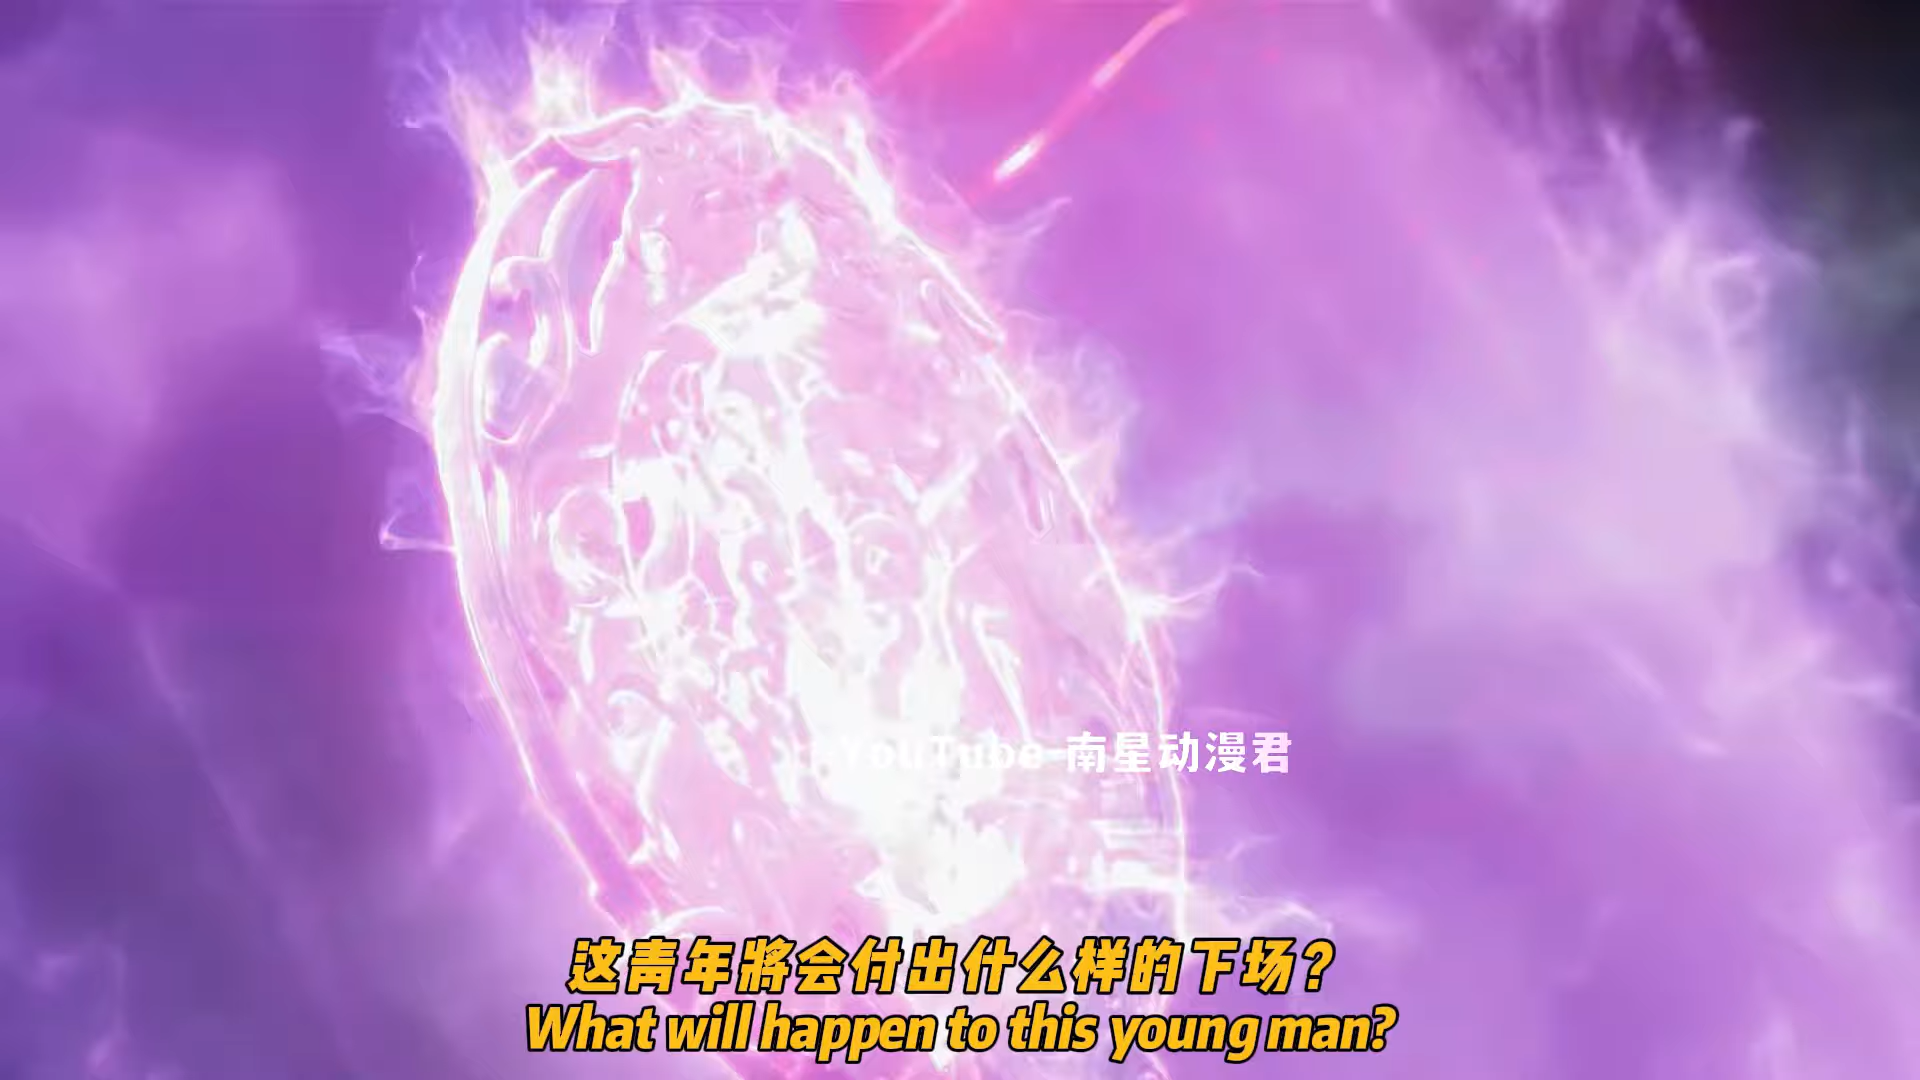 YouTube 南星动漫君
这青年將会付出什么样的下场？
What will happen to this young man?